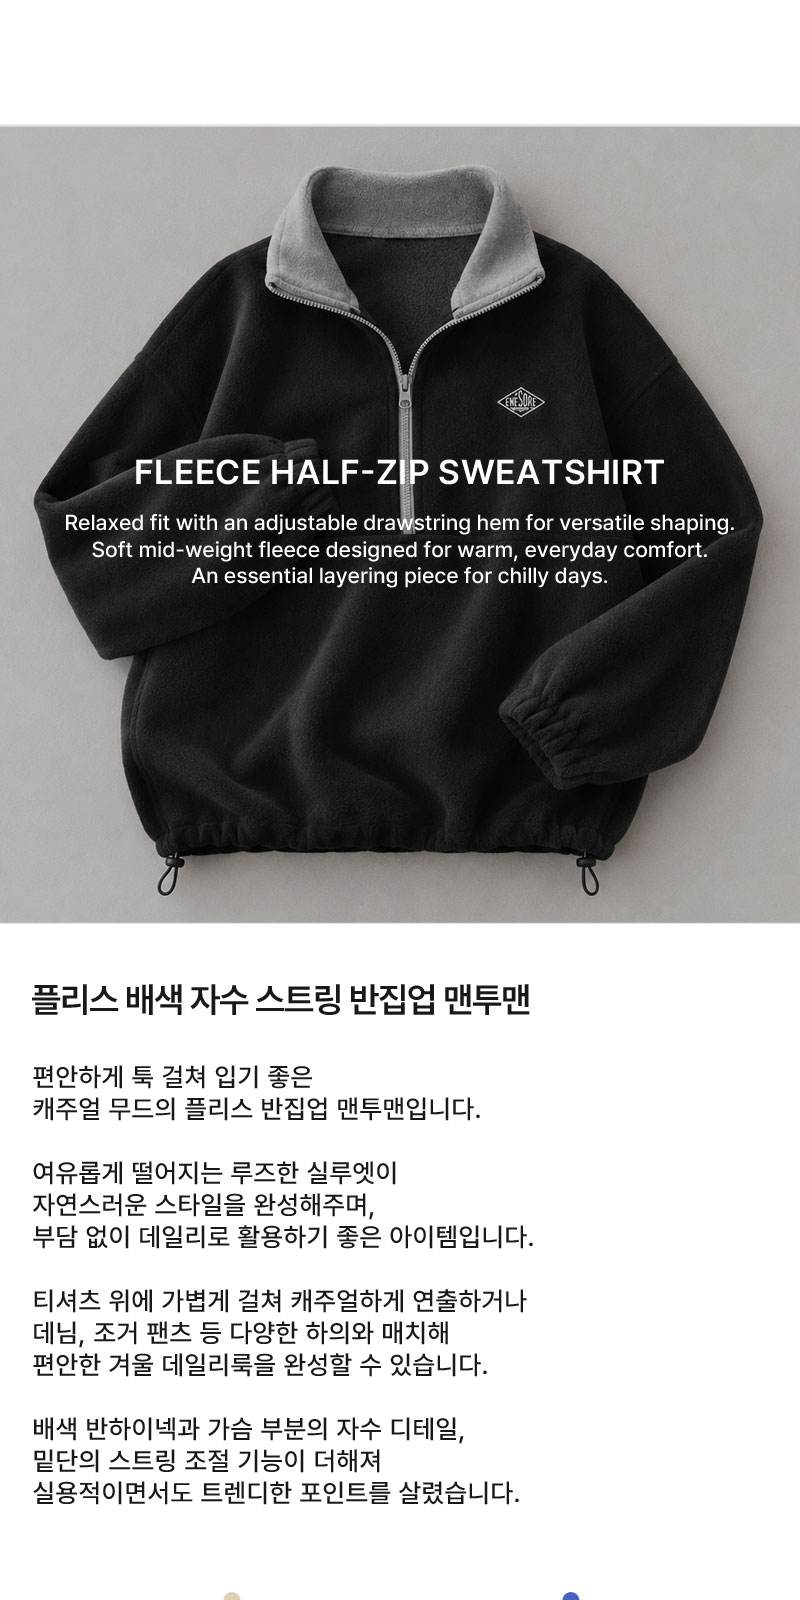 EMÉSORE
FLEECE HALF-ZIP SWEATSHIRT
Relaxed fit with an adjustable drawstring hem for versatile shaping.
Soft mid-weight fleece designed for warm, everyday comfort.
An essential layering piece for chilly days.
플리스 배색 자수 스트링 반집업 맨투맨
편안하게 툭 걸쳐 입기 좋은
캐주얼 무드의 플리스 반집업 맨투맨입니다.
여유롭게 떨어지는 루즈한 실루엣이
자연스러운 스타일을 완성해주며,
부담 없이 데일리로 활용하기 좋은 아이템입니다.
티셔츠 위에 가볍게 걸쳐 캐주얼하게 연출하거나
데님, 조거 팬츠 등 다양한 하의와 매치해
편안한 겨울 데일리룩을 완성할 수 있습니다.
배색 반하이넥과 가슴 부분의 자수 디테일,
밑단의 스트링 조절 기능이 더해져
실용적이면서도 트렌디한 포인트를 살렸습니다.